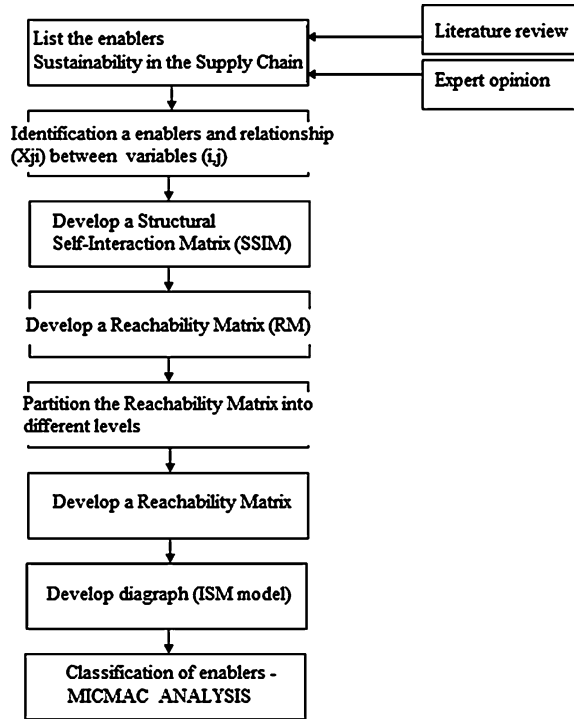 List the enablers
Sustainability in the Supply Chain
Literature review
Expert opinion
Identification a enablers and relationship
(Xji) between variables (i,j)
Develop a Structural
Self-Interaction Matrix (SSIM)
Develop a Reachability Matrix (RM)
Partition the Reachability Matrix into
different levels
Develop a Reachability Matrix
Develop diagraph (ISM model)
Classification of enablers -
MICMAC ANALYSIS